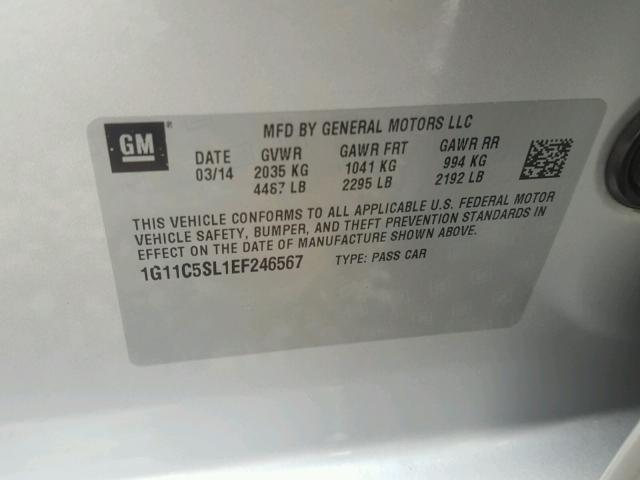 GM ®
MFD BY GENERAL MOTORS LLC
DATE GVWR GAWR FRT GAWR RR
03/14 2035 KG 1041 KG 994 KG
4487 LB 2295 LB 2192 LB
THIS VEHICLE CONFORMS TO ALL APPLICABLE U.S. FEDERAL MOTOR
VEHICLE SAFETY, BUMPER, AND THEFT PREVENTION STANDARDS IN
EFFECT ON THE DATE OF MANUFACTURE SHOWN ABOVE.
1G11C5SL1EF246567 TYPE: PASS CAR